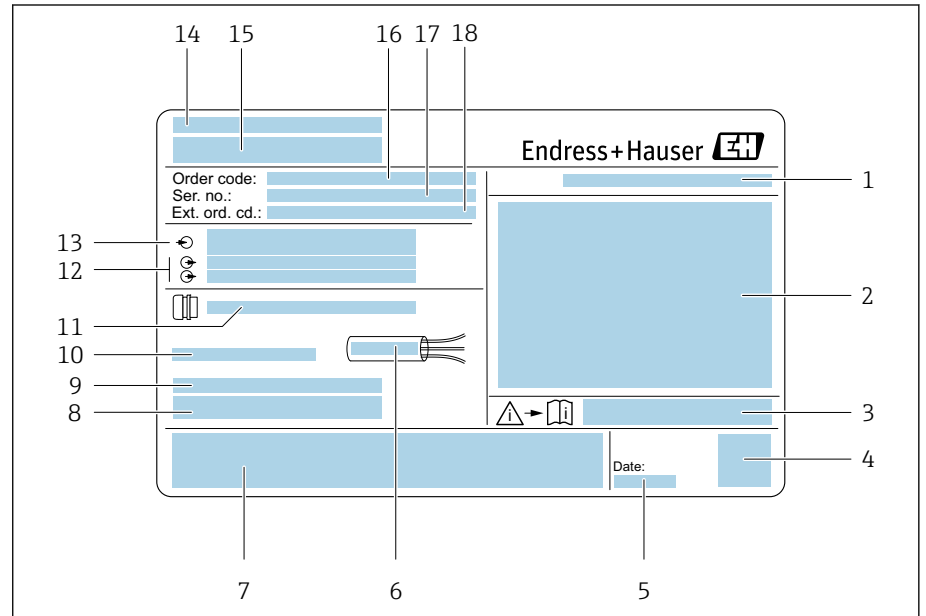 14 15 16 17 18
Endress+Hauser EH
Order code:
1
Ser. no.:
Ext. ord. cd.:
13
12
2
11
10
9
8
i i
3
4
Date:
7 6 5